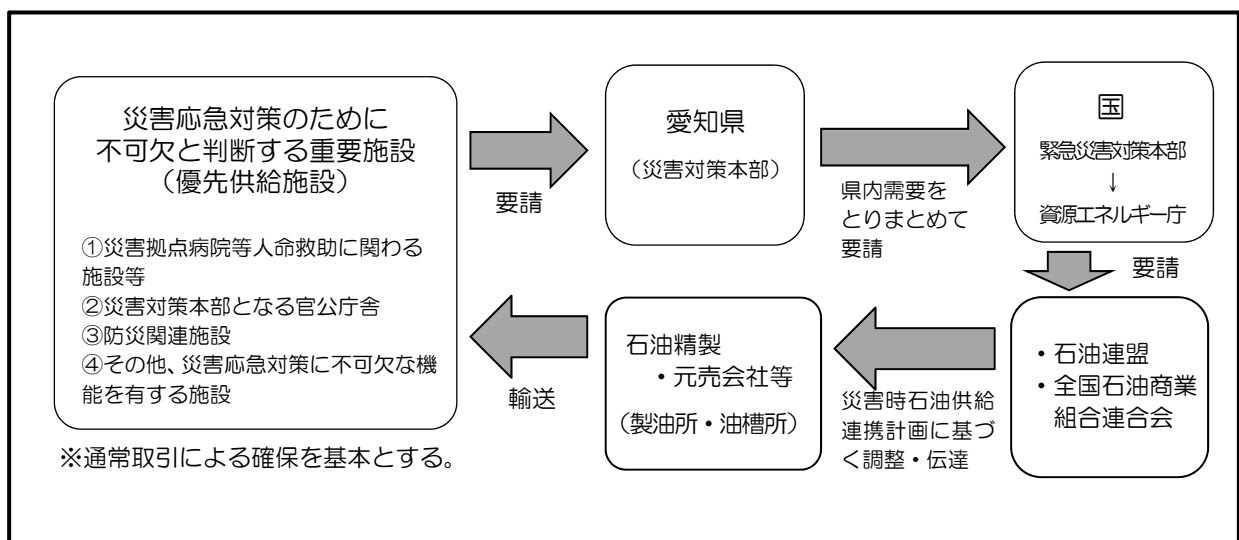 災害応急対策のために
不可欠と判断する重要施設
（優先供給施設）
①災害拠点病院等人命救助に関わる
施設等
②災害対策本部となる官公庁舎
③防災関連施設
④その他、災害応急対策に不可欠な機
能を有する施設
※通常取引による確保を基本とする。
要請
愛知県
（災害対策本部）
県内需要を
とりまとめて
要請
国
緊急災害対策本部
↓
資源エネルギー庁
要請
・石油連盟
・全国石油商業
組合連合会
災害時石油供給
連携計画に基づ
く調整・伝達
石油精製
・元売会社等
（製油所・油槽所）
輸送